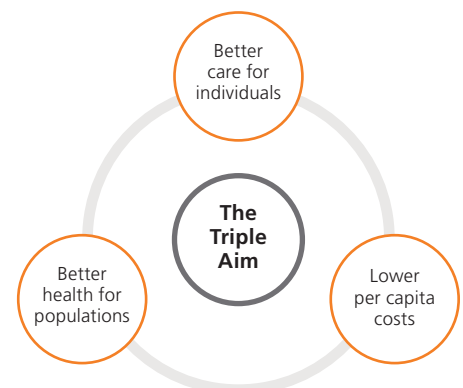 Better
care for
individuals
The
Triple
Aim
Better
health for
populations
Lower
per capita
costs